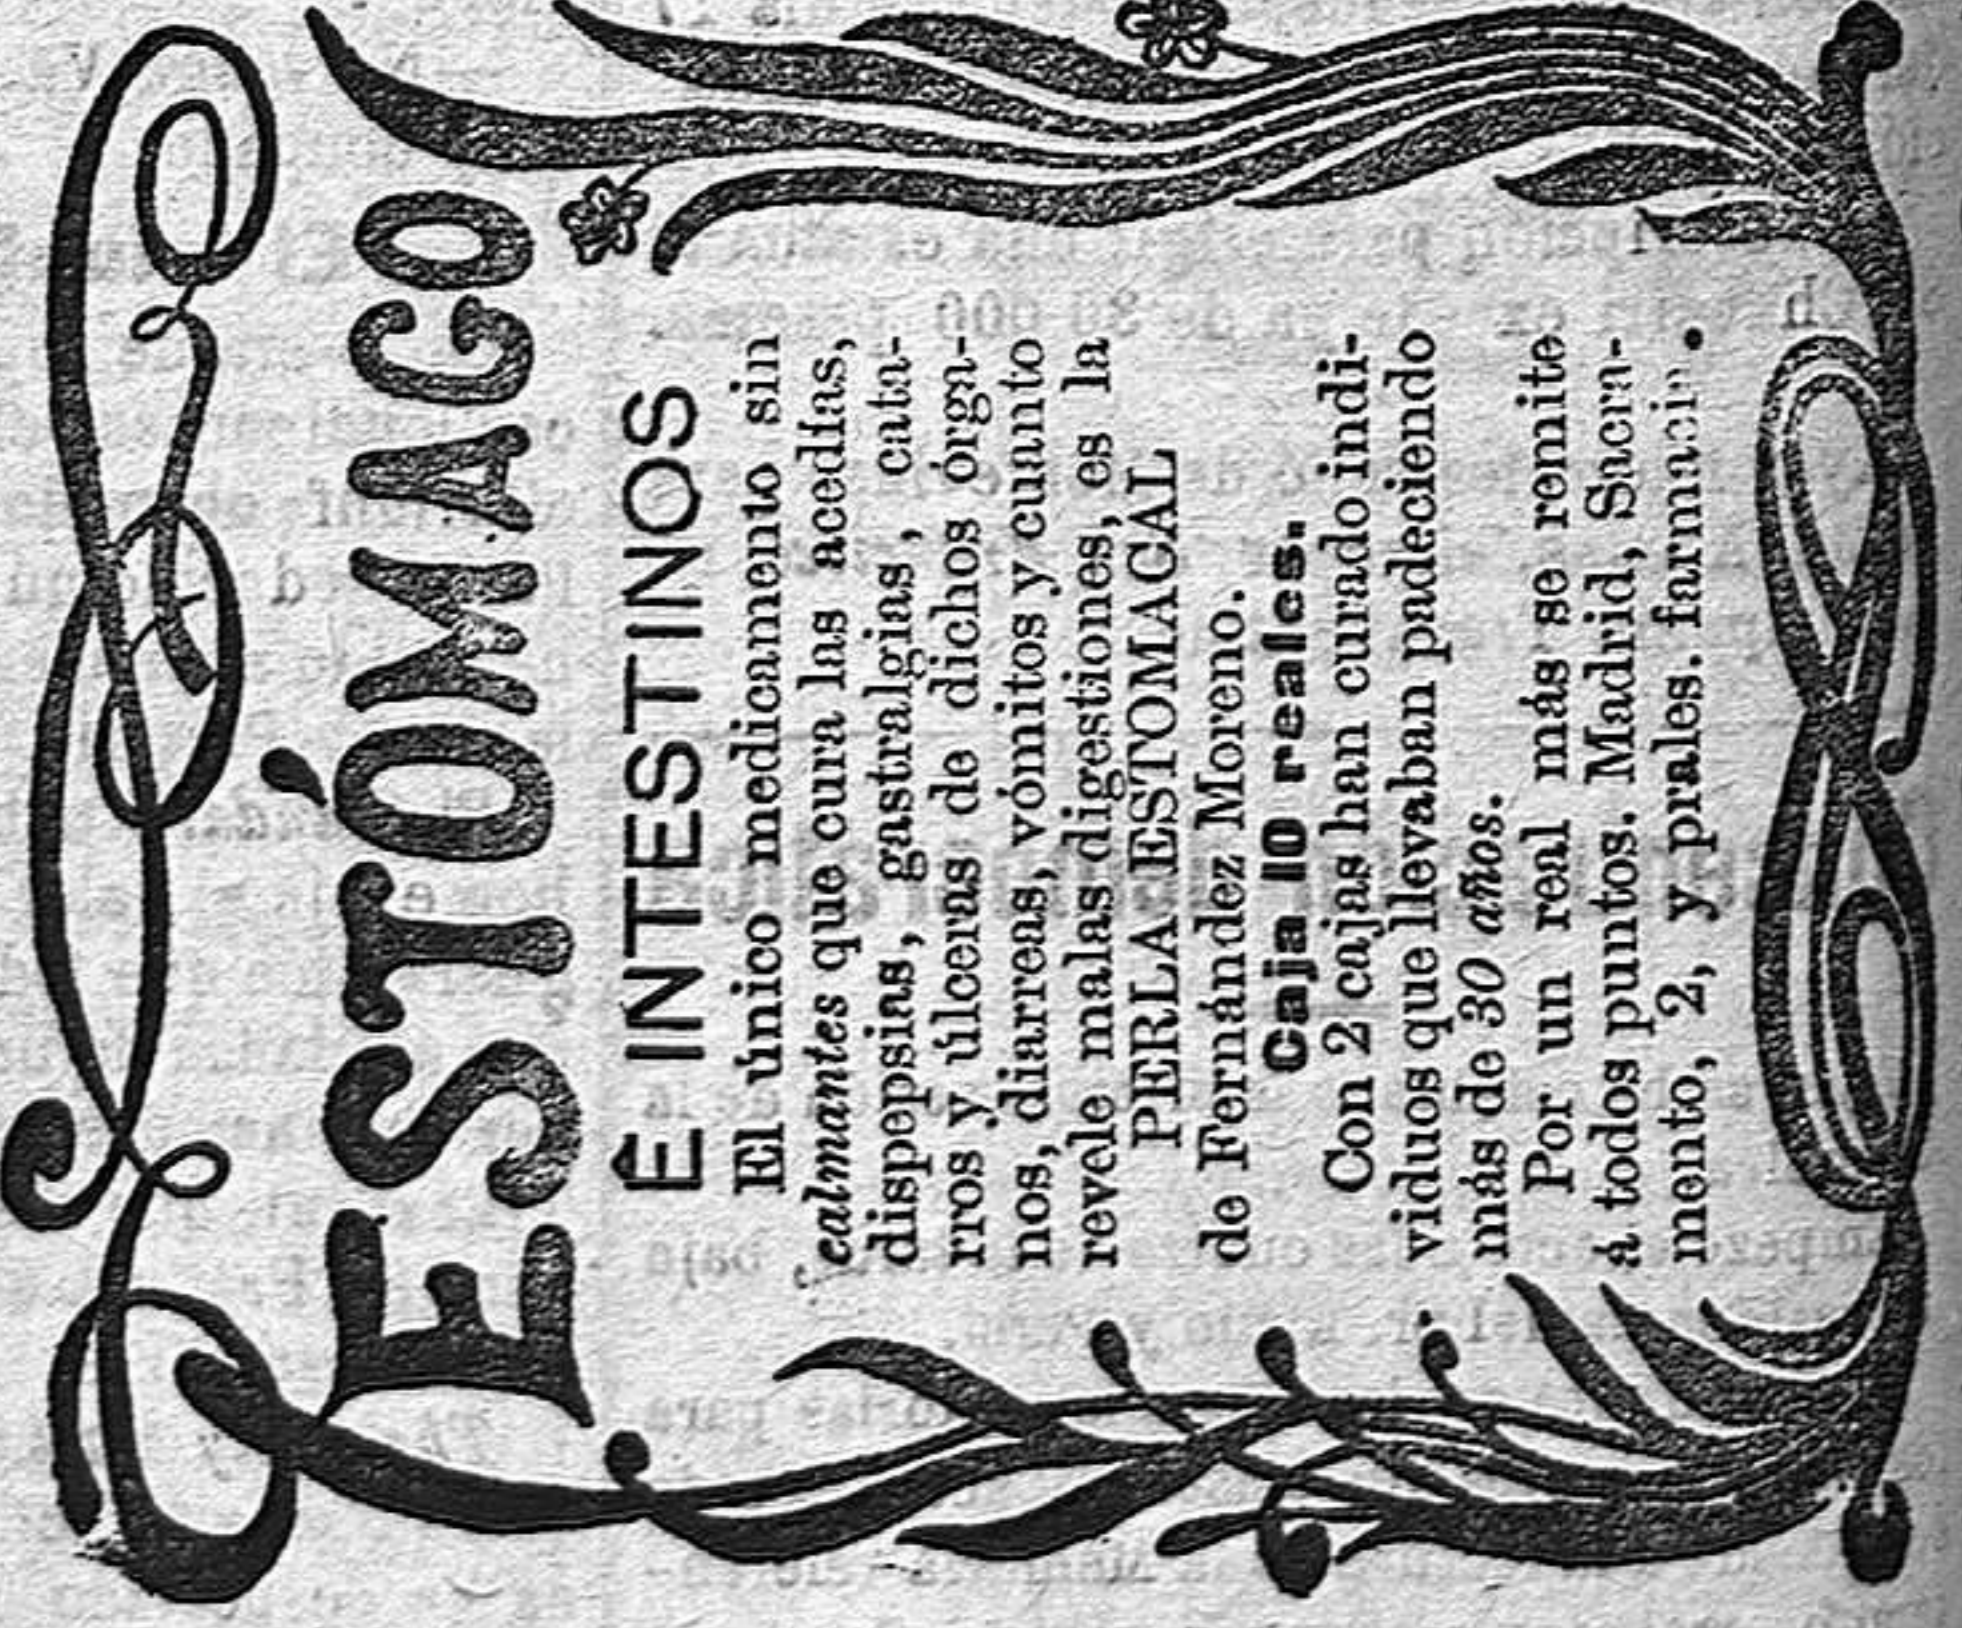 ESTÓMAGO
Ê INTESTINOS
El único medicamento sin
calmantes que cura las acedías,
dispepsias, gastralgias, cata-
rros y úlceras de dichos órga-
nos, diarreas, vómitos y cuanto
revele malas digestiones, es la
PERLA ESTOMACAL
de Fernández Moreno.
Caja 10 reales.
Con 2 cajas han curado indi-
viduos que llevaban padeciendo
más de 30 años.
Por un real más se remite
á todos puntos. Madrid, Sacra-
mento, 2, y prales. farmacias.